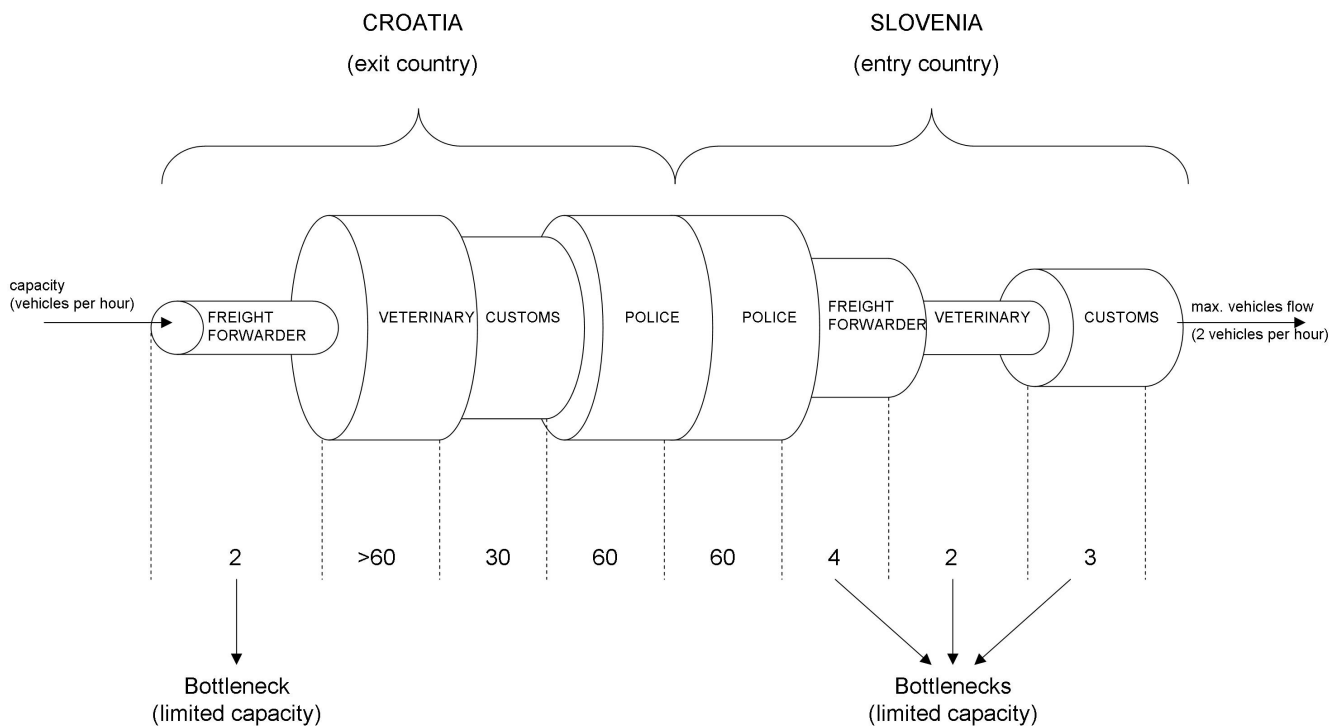 CROATIA
(exit country)
SLOVENIA
(entry country)
capacity
(vehicles per hour)
FREIGHT
FORWARDER
VETERINARY
CUSTOMS
POLICE
POLICE
FREIGHT
FORWARDER
VETERINARY
CUSTOMS
max. vehicles flow
(2 vehicles per hour)
2
>60
30
60
60
4
2
3
Bottleneck
(limited capacity)
Bottlenecks
(limited capacity)